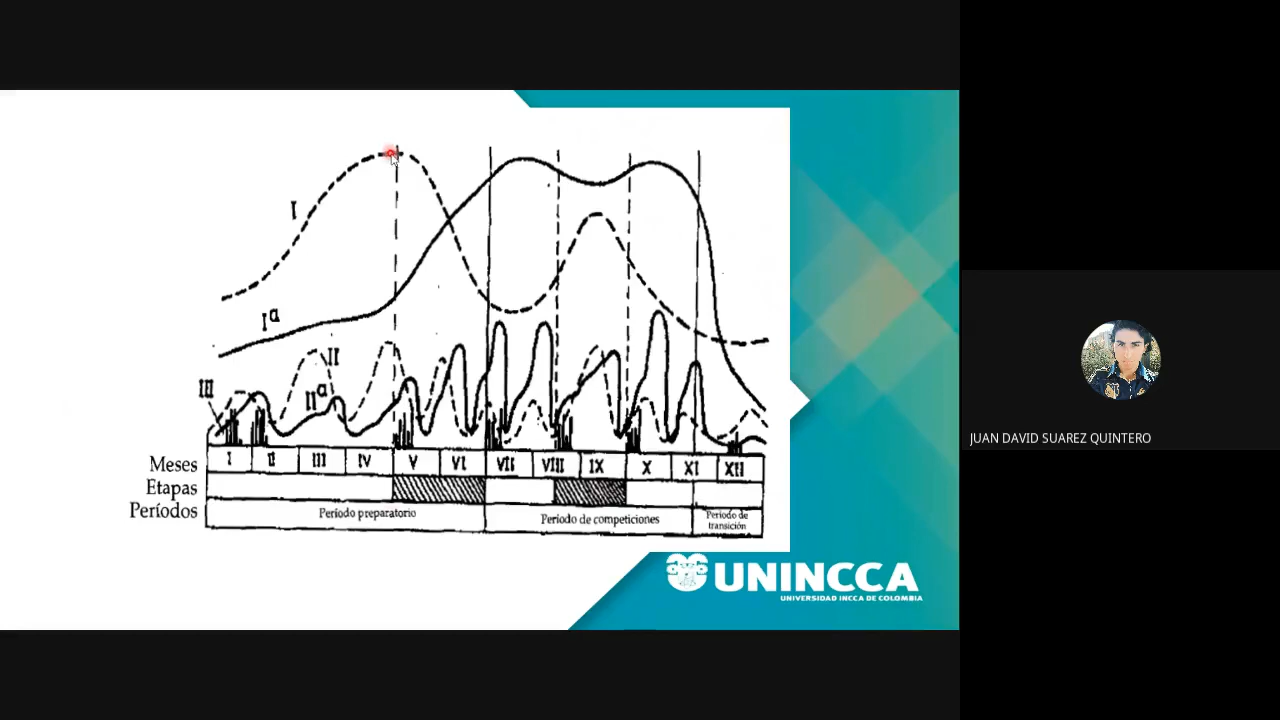 I
Iª
II
IIª
III
Meses I II III IV V VI VII VIII IX X XI XII
Etapas
Períodos Período preparatorio Período de competiciones Período de transición
UNINCCA
UNIVERSIDAD INCCA DE COLOMBIA
JUAN DAVID SUAREZ QUINTERO